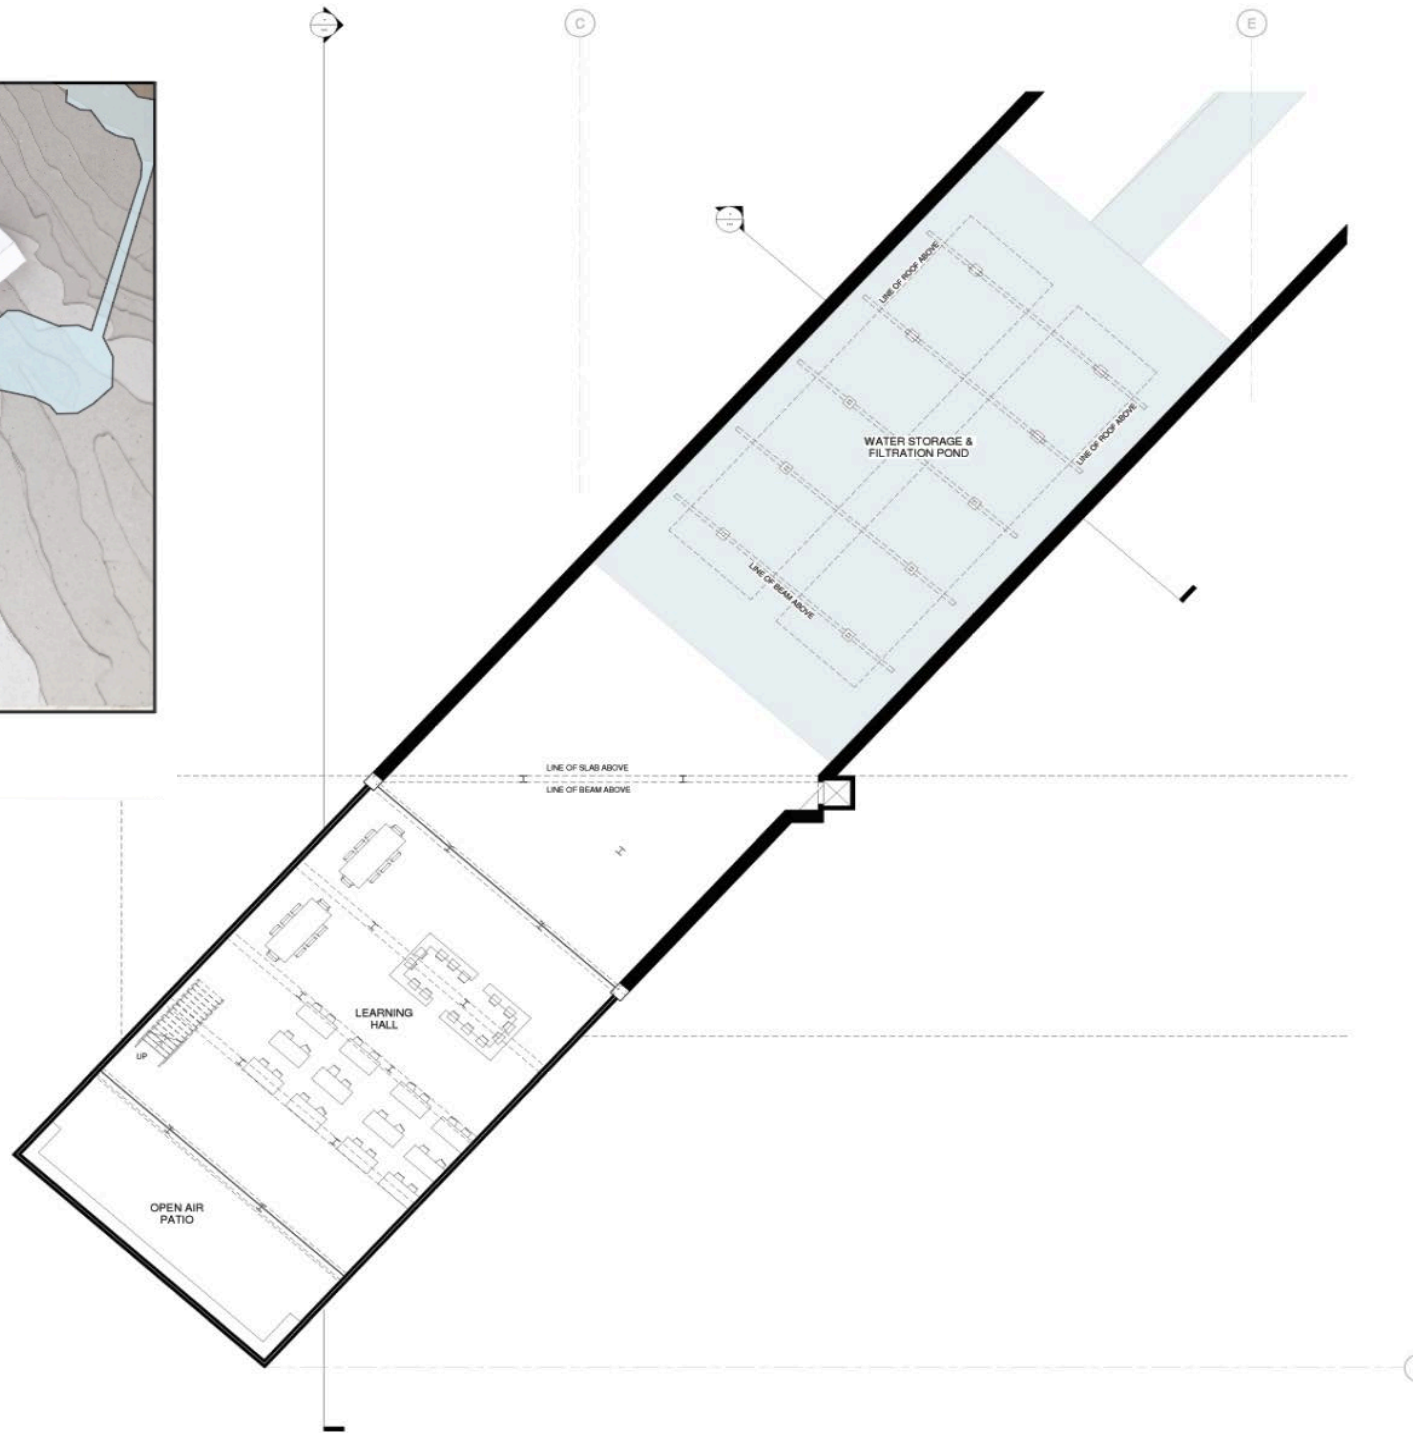 C
E
LINE OF ROOF ABOVE
WATER STORAGE &
FILTRATION POND
LINE OF ROOF ABOVE
LINE OF BEAM ABOVE
LINE OF SLAB ABOVE
LINE OF BEAM ABOVE
LEARNING
HALL
UP
OPEN AIR
PATIO